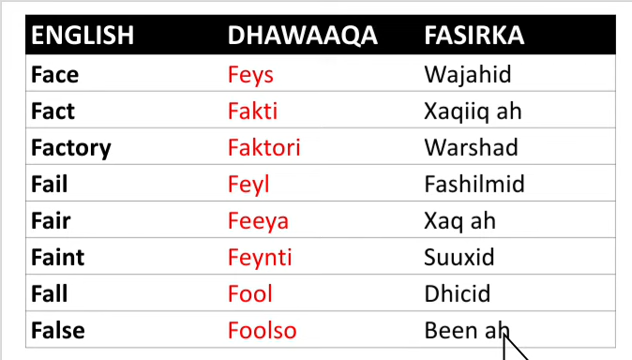 ENGLISH DHAWAAQA FASIRKA
Face Feys Wajahid
Fact Fakti Xaqiiq ah
Factory Faktori Warshad
Fail Feyl Fashilmid
Fair Feeya Xaq ah
Faint Feynti Suuxid
Fall Fool Dhicid
False Foolso Been ah